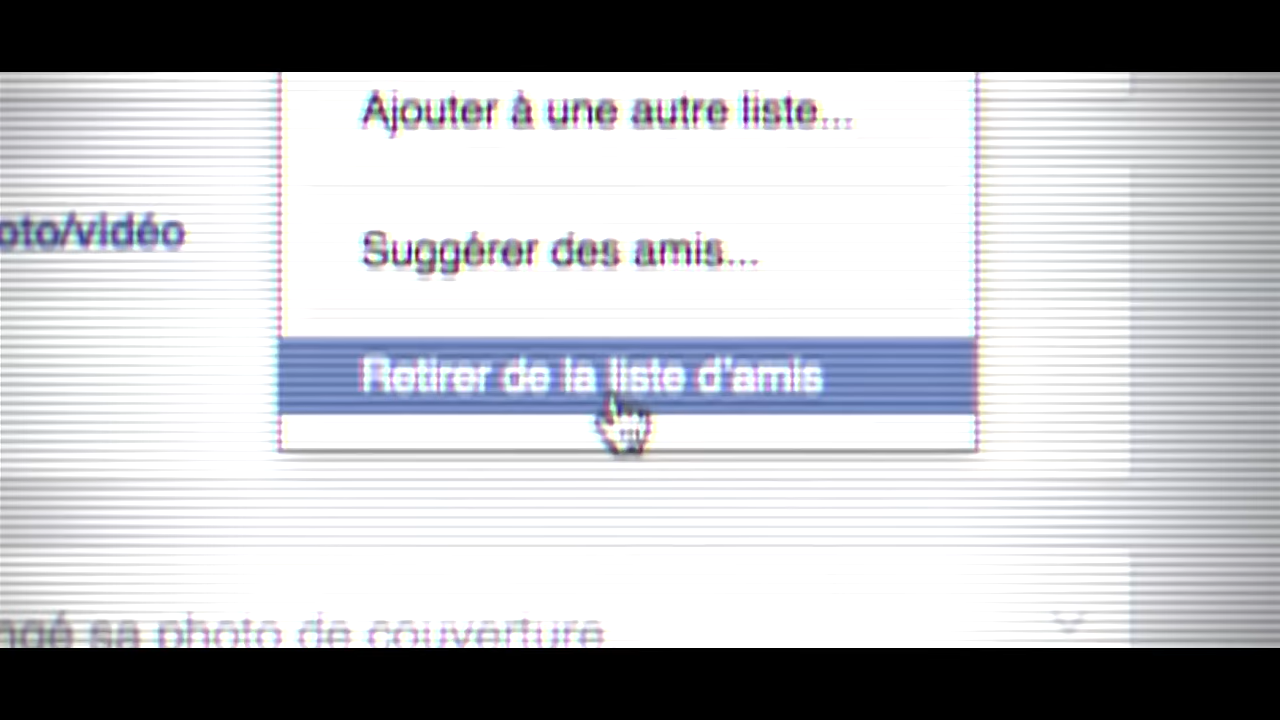 Ajouter à une autre liste...
oto/vidéo
Suggérer des amis...
Retirer de la liste d'amis
ngé sa photo de couverture